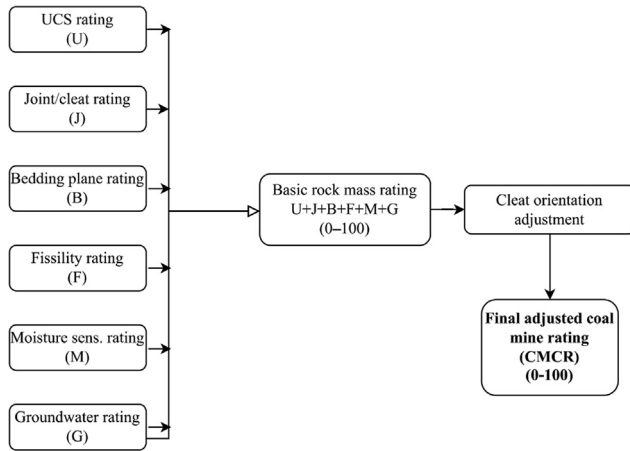 UCS rating
(U)
Joint/cleat rating
(J)
Bedding plane rating
(B)
Fissility rating
(F)
Moisture sens. rating
(M)
Groundwater rating
(G)
Basic rock mass rating
U+J+B+F+M+G
(0–100)
Cleat orientation
adjustment
Final adjusted coal
mine rating
(CMCR)
(0-100)